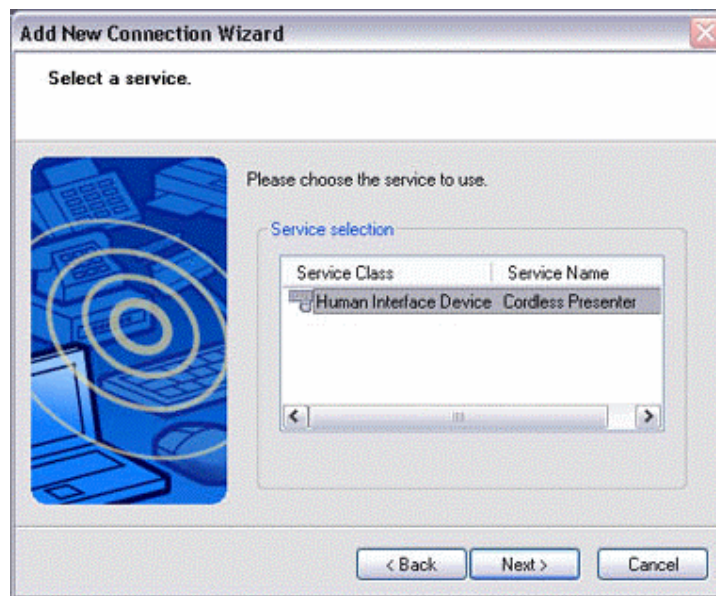 Add New Connection Wizard
Select a service.
Please choose the service to use.
Service selection
Service Class Service Name
Human Interface Device Cordless Presenter
< Back Next > Cancel